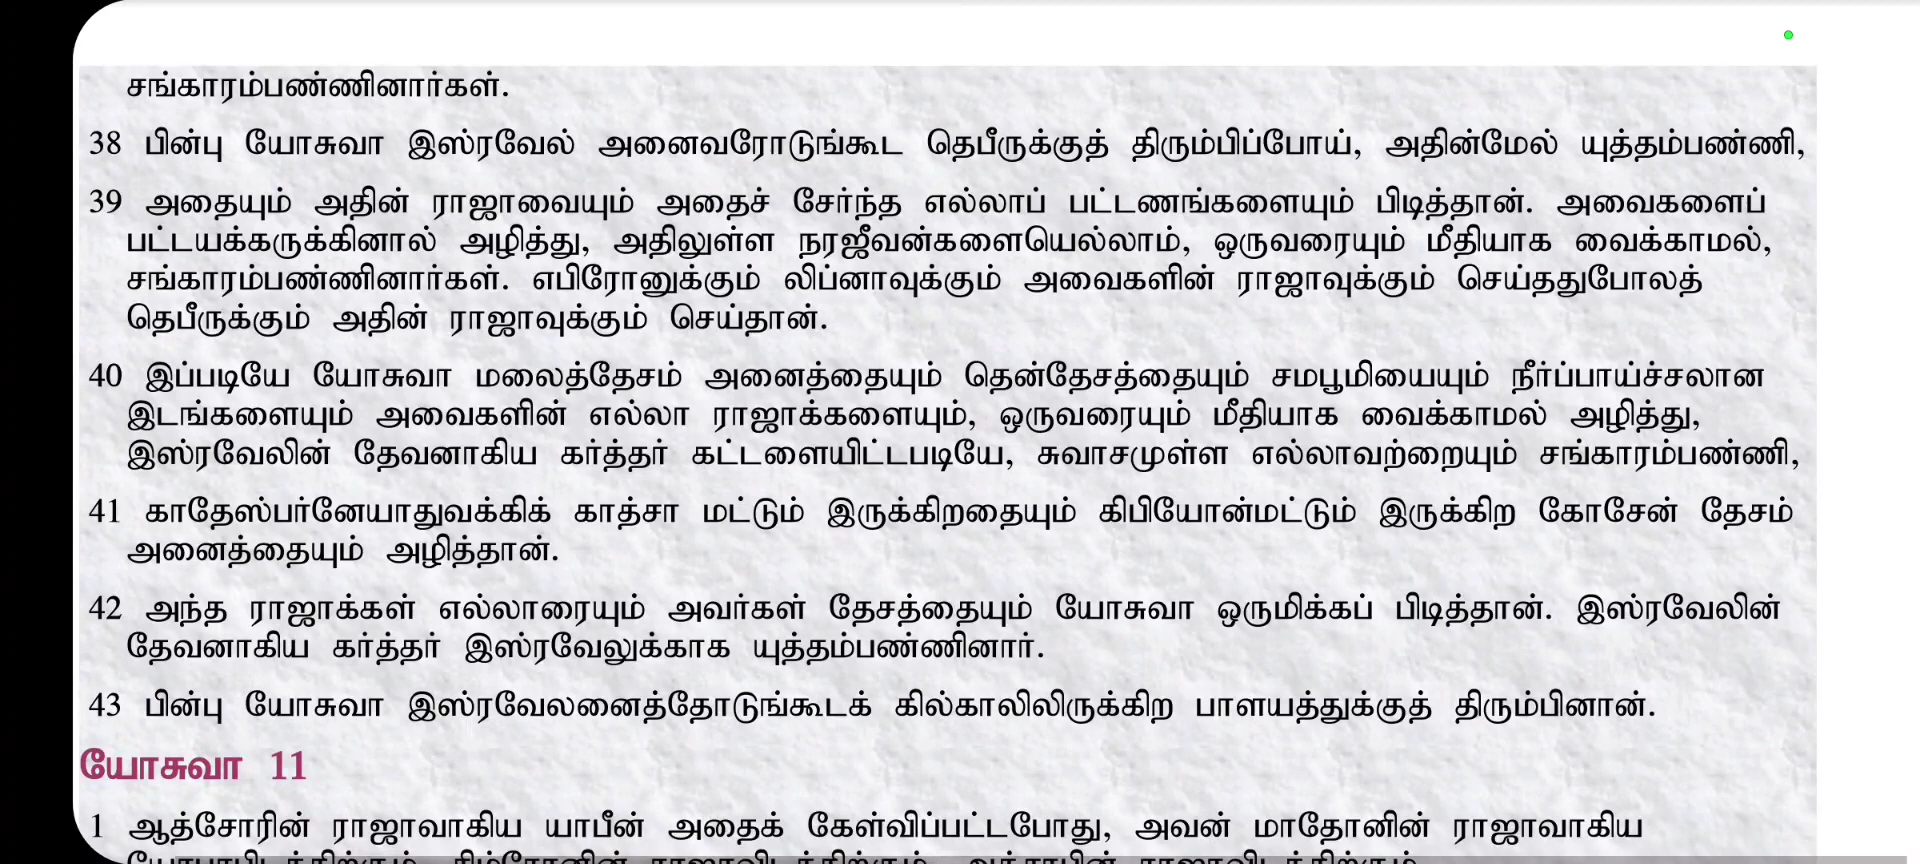 சங்காரம்பண்ணினார்கள்.
38 பின்பு யோசுவா இஸ்ரவேல் அனைவரோடுங்கூட தெபீருக்குத் திரும்பிப்போய், அதின்மேல் யுத்தம்பண்ணி,
39 அதையும் அதின் ராஜாவையும் அதைச் சேர்ந்த எல்லாப் பட்டணங்களையும் பிடித்தான். அவைகளைப்
பட்டயக்கருக்கினால் அழித்து, அதிலுள்ள நரஜீவன்களையெல்லாம், ஒருவரையும் மீதியாக வைக்காமல்,
சங்காரம்பண்ணினார்கள். எபிரோனுக்கும் லிப்னாவுக்கும் அவைகளின் ராஜாவுக்கும் செய்ததுபோலத்
தெபீருக்கும் அதின் ராஜாவுக்கும் செய்தான்.
40 இப்படியே யோசுவா மலைத்தேசம் அனைத்தையும் தென்தேசத்தையும் சமபூமியையும் நீர்ப்பாய்ச்சலான
இடங்களையும் அவைகளின் எல்லா ராஜாக்களையும், ஒருவரையும் மீதியாக வைக்காமல் அழித்து,
இஸ்ரவேலின் தேவனாகிய கர்த்தர் கட்டளையிட்டபடியே, சுவாசமுள்ள எல்லாவற்றையும் சங்காரம்பண்ணி,
41 காதேஸ்பர்னேயாதுவக்கிக் காத்சா மட்டும் இருக்கிறதையும் கிபியோன்மட்டும் இருக்கிற கோசேன் தேசம்
அனைத்தையும் அழித்தான்.
42 அந்த ராஜாக்கள் எல்லாரையும் அவர்கள் தேசத்தையும் யோசுவா ஒருமிக்கப் பிடித்தான். இஸ்ரவேலின்
தேவனாகிய கர்த்தர் இஸ்ரவேலுக்காக யுத்தம்பண்ணினார்.
43 பின்பு யோசுவா இஸ்ரவேலனைத்தோடுங்கூடக் கில்காலிலிருக்கிற பாளயத்துக்குத் திரும்பினான்.
யோசுவா 11
1 ஆத்சோரின் ராஜாவாகிய யாபீன் அதைக் கேள்விப்பட்டபோது, அவன் மாதோனின் ராஜாவாகிய